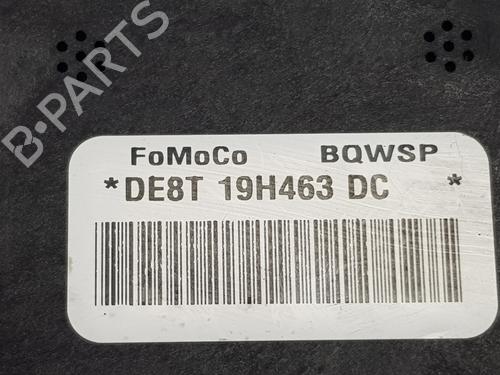 B-PARTS
FoMoCo BQWSP
*DE8T 19H463 DC *